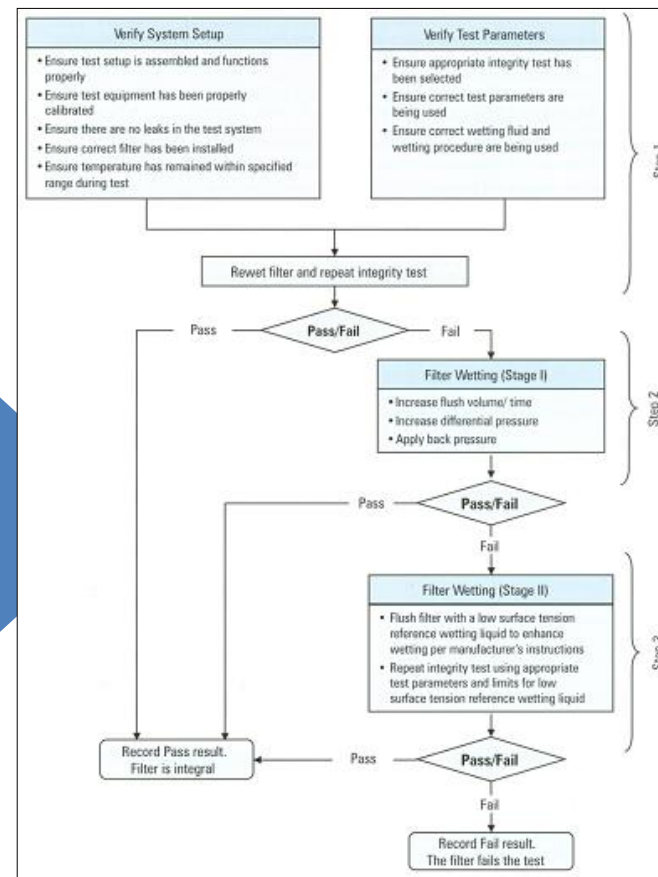 Verify System Setup
• Ensure test setup is assembled and functions
properly
• Ensure test equipment has been properly
calibrated
• Ensure there are no leaks in the test system
• Ensure correct filter has been installed
• Ensure temperature has remained within specified
range during test
Verify Test Parameters
• Ensure appropriate integrity test has
been selected
• Ensure correct test parameters are
being used
• Ensure correct wetting fluid and
wetting procedure are being used
Step 1
Rewet filter and repeat integrity test
Pass
Pass/Fail
Fail
Filter Wetting (Stage I)
• Increase flush volume/ time
• Increase differential pressure
• Apply back pressure
Step 2
Pass
Pass/Fail
Fail
Filter Wetting (Stage II)
• Flush filter with a low surface tension
reference wetting liquid to enhance
wetting per manufacturer's instructions
• Repeat integrity test using appropriate
test parameters and limits for low
surface tension reference wetting liquid
Step 3
Record Pass result.
Filter is integral
Pass
Pass/Fail
Fail
Record Fail result.
The filter fails the test